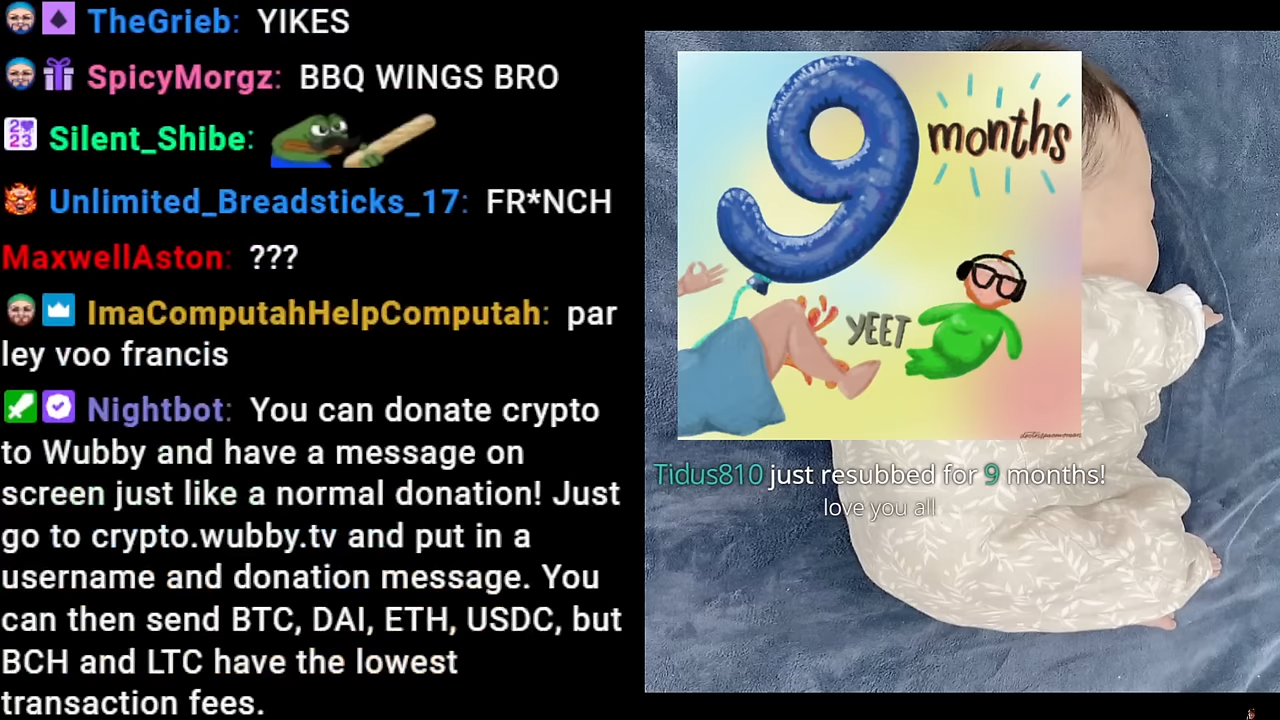 TheGrieb: YIKES
SpicyMorgz: BBQ WINGS BRO
Silent_Shibe:
Unlimited_Breadsticks_17: FR*NCH
MaxwellAston: ???
ImaComputahHelpComputah: par
ley voo francis
Nightbot: You can donate crypto
to Wubby and have a message on
screen just like a normal donation! Just
go to crypto.wubby.tv and put in a
username and donation message. You
can then send BTC, DAI, ETH, USDC, but
BCH and LTC have the lowest
transaction fees.
9
months
YEET
Tidus810 just resubbed for 9 months!
love you all